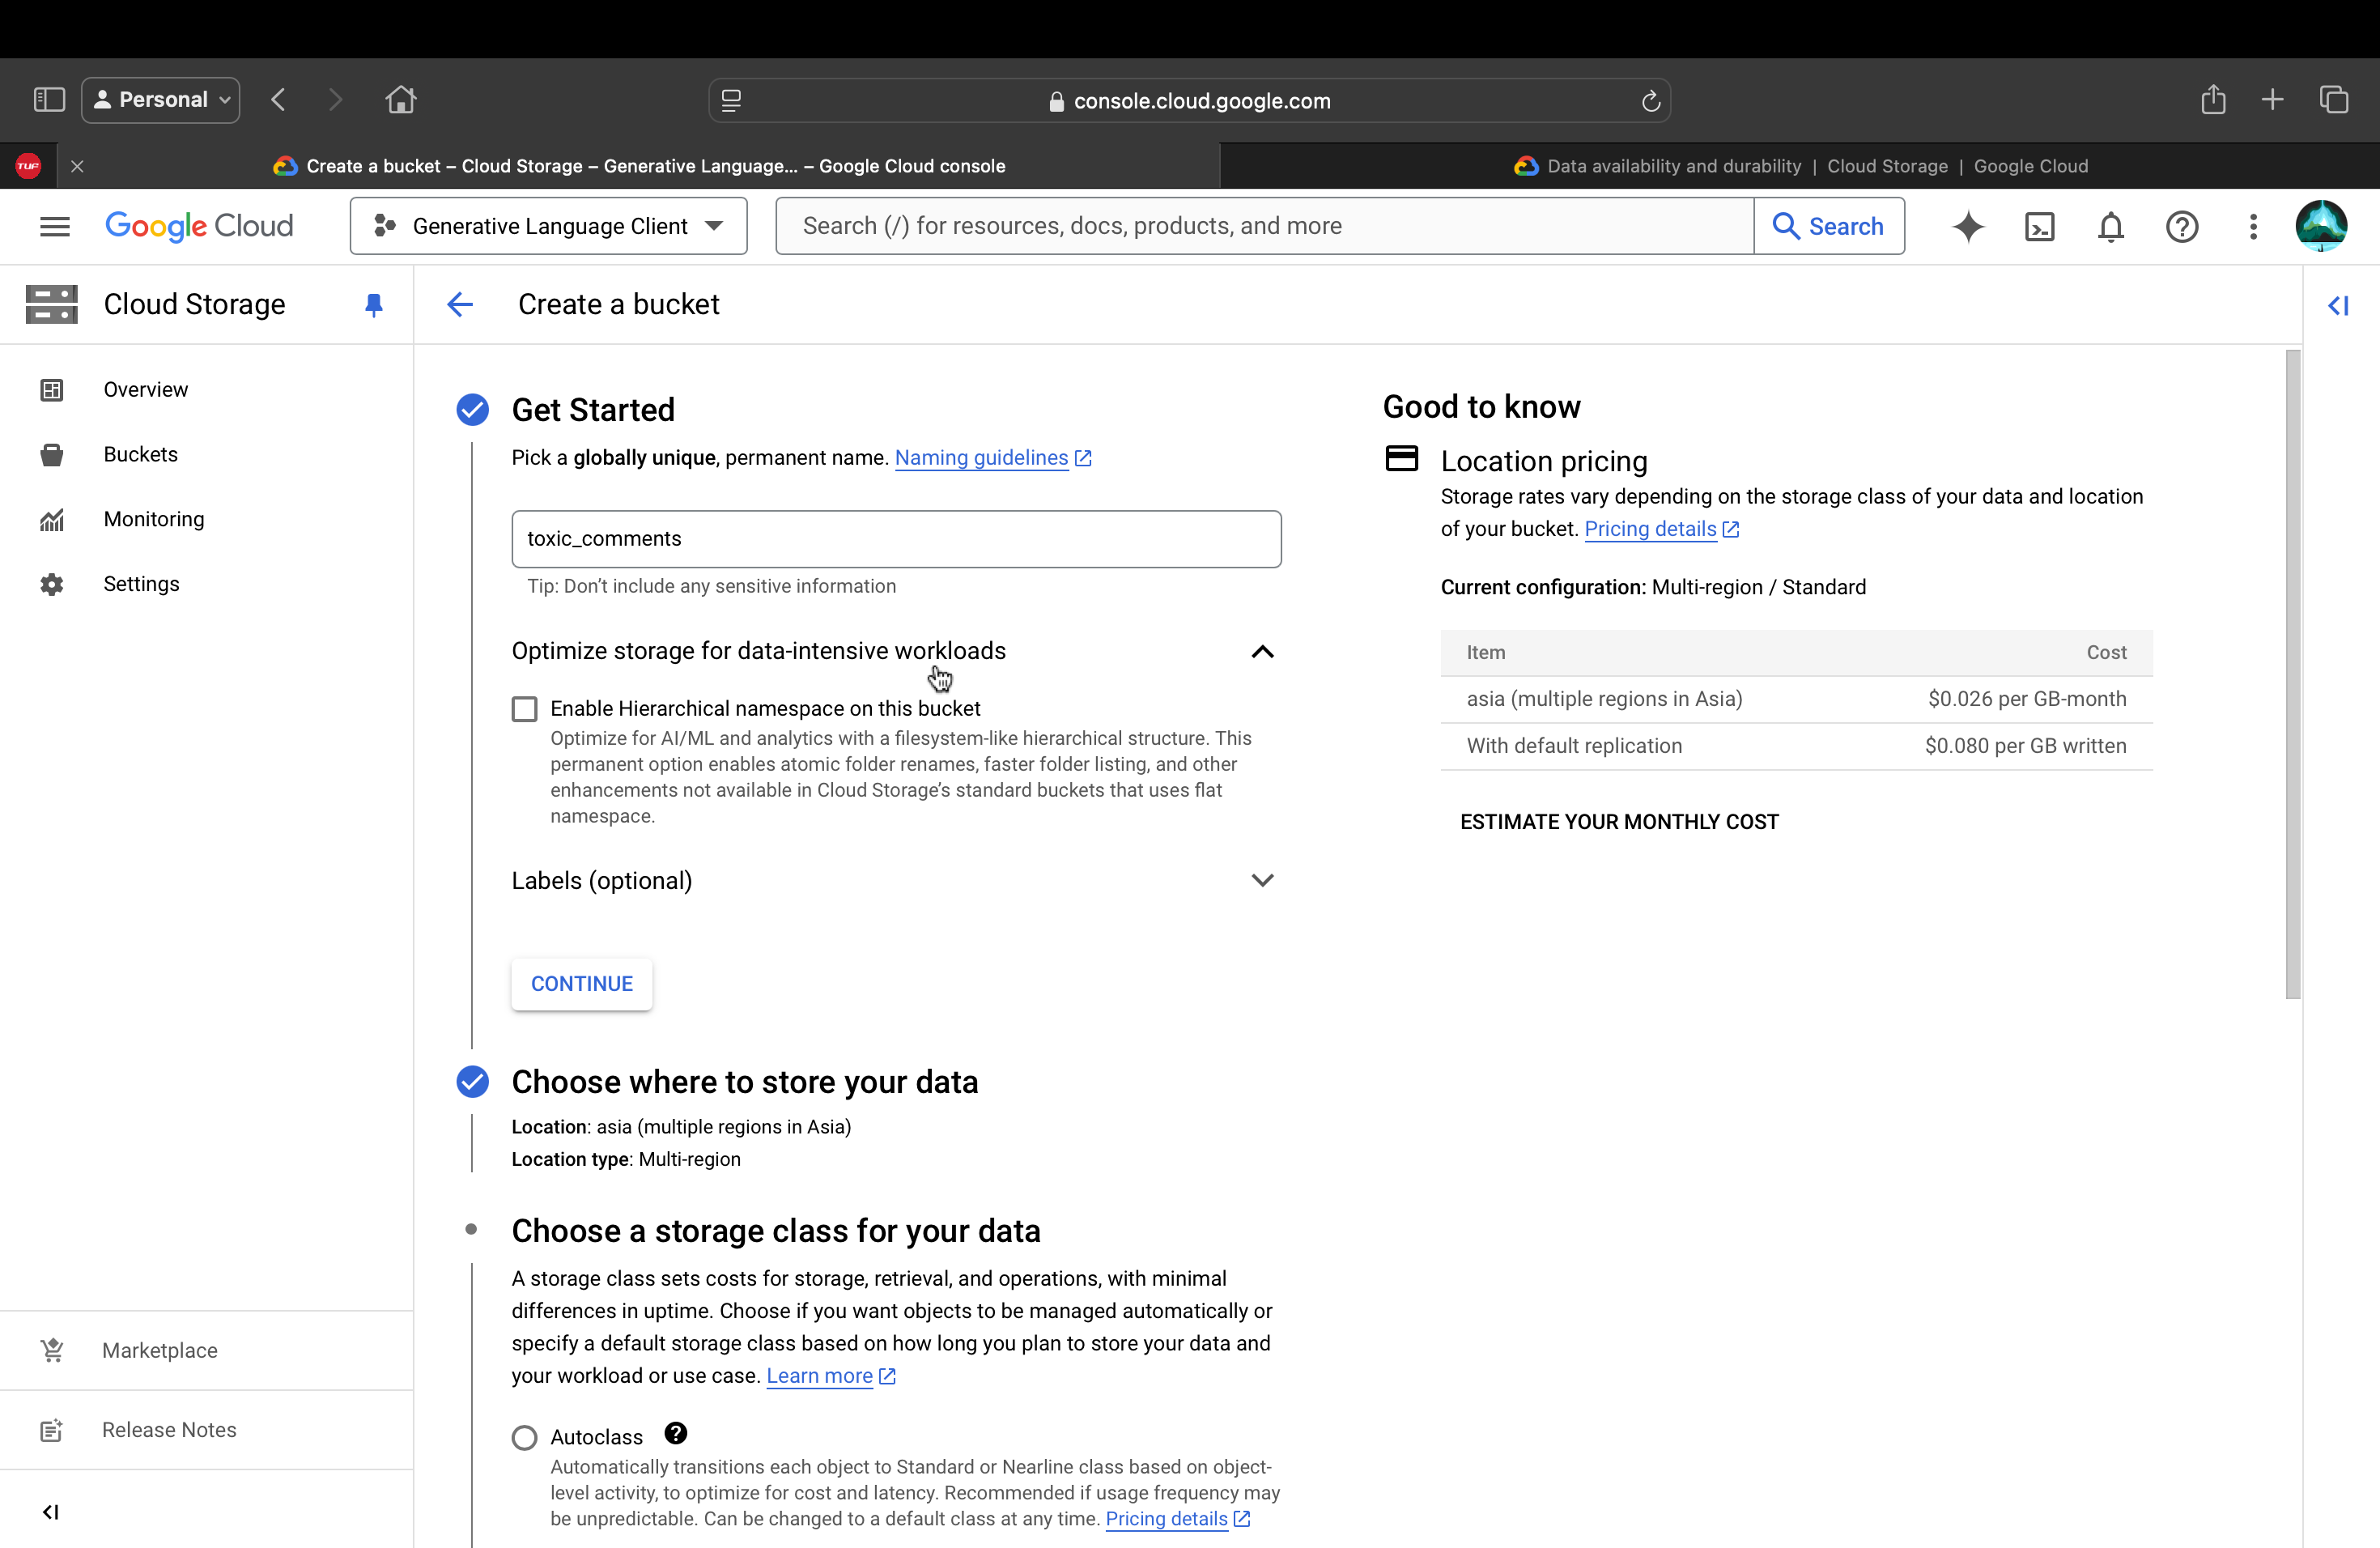 Personal
console.cloud.google.com
TUF
Create a bucket – Cloud Storage – Generative Language... – Google Cloud console
Data availability and durability | Cloud Storage | Google Cloud
Google Cloud
Generative Language Client
Search (/) for resources, docs, products, and more
Search
Cloud Storage
Create a bucket
Overview
Buckets
Monitoring
Settings
Marketplace
Release Notes
Get Started
Pick a globally unique, permanent name. Naming guidelines
toxic_comments
Tip: Don't include any sensitive information
Optimize storage for data-intensive workloads
Enable Hierarchical namespace on this bucket
Optimize for AI/ML and analytics with a filesystem-like hierarchical structure. This
permanent option enables atomic folder renames, faster folder listing, and other
enhancements not available in Cloud Storage's standard buckets that uses flat
namespace.
Labels (optional)
CONTINUE
Choose where to store your data
Location: asia (multiple regions in Asia)
Location type: Multi-region
Choose a storage class for your data
A storage class sets costs for storage, retrieval, and operations, with minimal
differences in uptime. Choose if you want objects to be managed automatically or
specify a default storage class based on how long you plan to store your data and
your workload or use case. Learn more
Autoclass
Automatically transitions each object to Standard or Nearline class based on object-
level activity, to optimize for cost and latency. Recommended if usage frequency may
be unpredictable. Can be changed to a default class at any time. Pricing details
Good to know
Location pricing
Storage rates vary depending on the storage class of your data and location
of your bucket. Pricing details
Current configuration: Multi-region / Standard
Item Cost
asia (multiple regions in Asia) $0.026 per GB-month
With default replication $0.080 per GB written
ESTIMATE YOUR MONTHLY COST